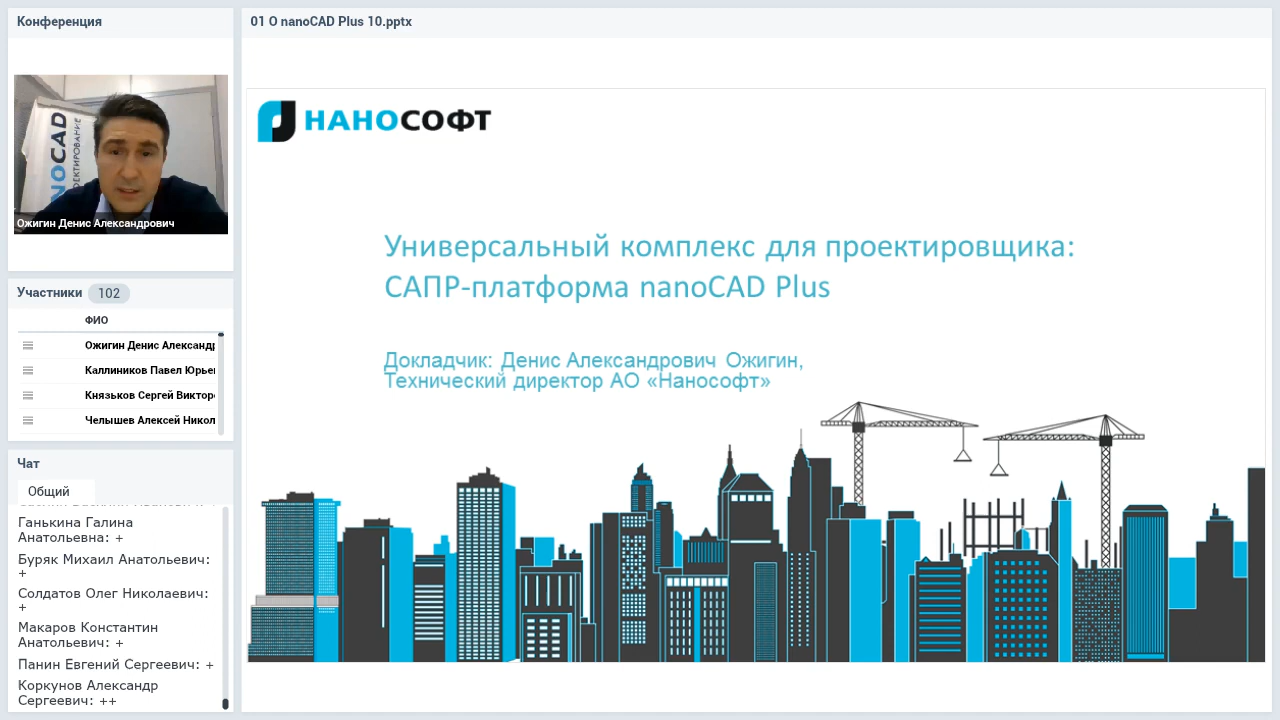 Конференция
NOCAD
Ожигин Денис Александрович
Участники 102
ФИО
Ожигин Денис Александр
Каллиников Павел Юрье
Князьков Сергей Виктор
Челышев Алексей Никол
Чат
Общий
Ганькина Галина
Анатольевна: +
Буряк Михаил Анатольевич:
+
Солдатов Олег Николаевич:
+
Макаров Константин
Анатольевич: +
Панин Евгений Сергеевич: +
Коркунов Александр
Сергеевич: ++
01 О nanoCAD Plus 10.pptx
НАНОСОФТ
Универсальный комплекс для проектировщика:
САПР-платформа nanoCAD Plus
Докладчик: Денис Александрович Ожигин,
Технический директор АО «Нанософт»